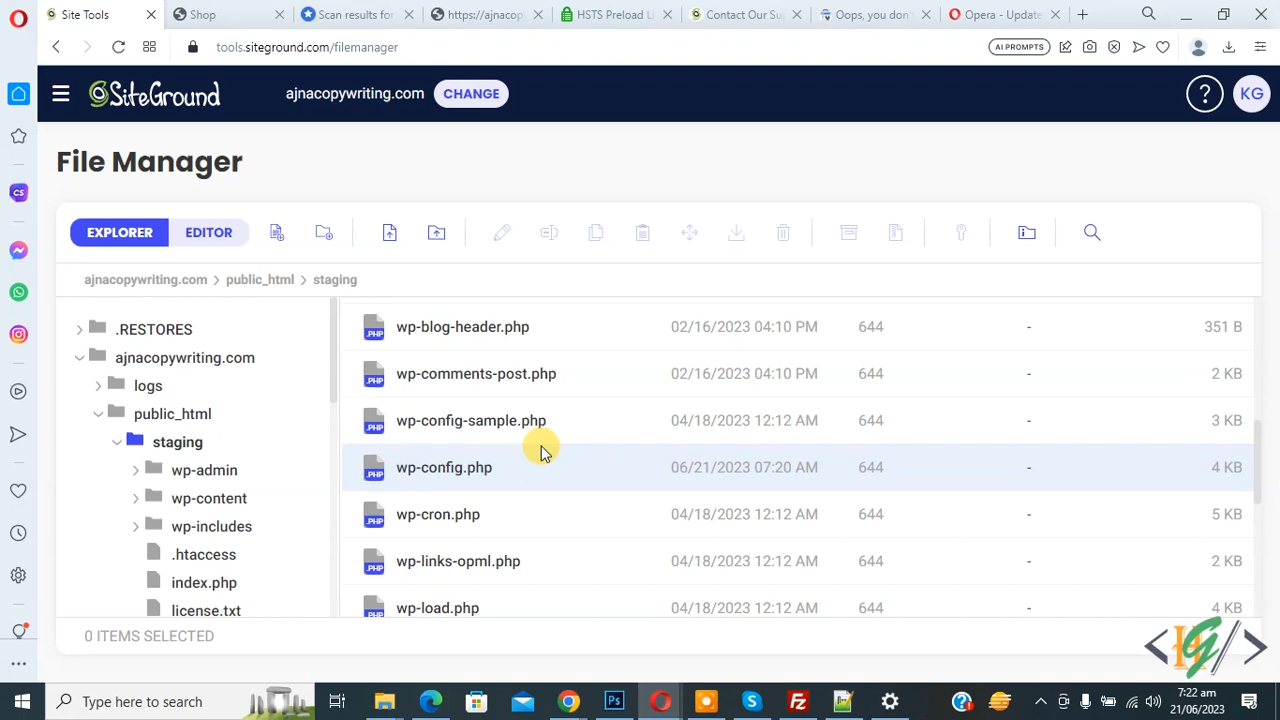 Site Tools
Shop
Scan results for
https://ajnacop
HSTS Preload Li
Contact Our Su
Oops, you don'
Opera - Update
tools.siteground.com/filemanager
AI PROMPTS
SiteGround
ajnacopywriting.com
CHANGE
?
KG
File Manager
EXPLORER
EDITOR
ajnacopywriting.com > public_html > staging
.RESTORES
ajnacopywriting.com
logs
public_html
staging
wp-admin
wp-content
wp-includes
.htaccess
index.php
license.txt
wp-blog-header.php 02/16/2023 04:10 PM 644 - 351 B
wp-comments-post.php 02/16/2023 04:10 PM 644 - 2 KB
wp-config-sample.php 04/18/2023 12:12 AM 644 - 3 KB
wp-config.php 06/21/2023 07:20 AM 644 - 4 KB
wp-cron.php 04/18/2023 12:12 AM 644 - 5 KB
wp-links-opml.php 04/18/2023 12:12 AM 644 - 2 KB
wp-load.php 04/18/2023 12:12 AM 644 - 4 KB
0 ITEMS SELECTED
<HG/>
Type here to search
7:22 am
21/06/2023